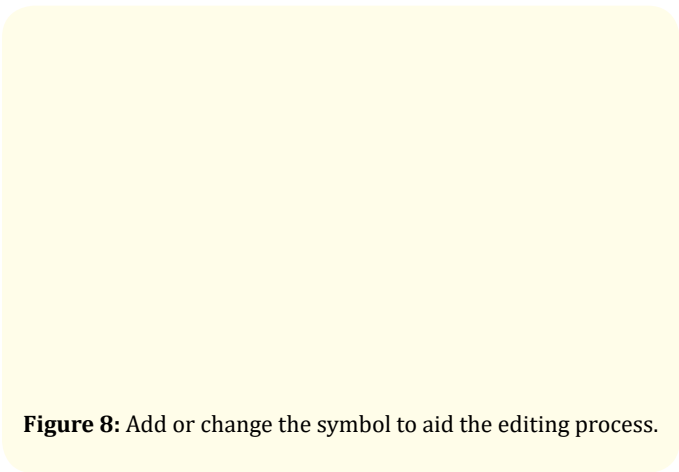 Figure 8: Add or change the symbol to aid the editing process.